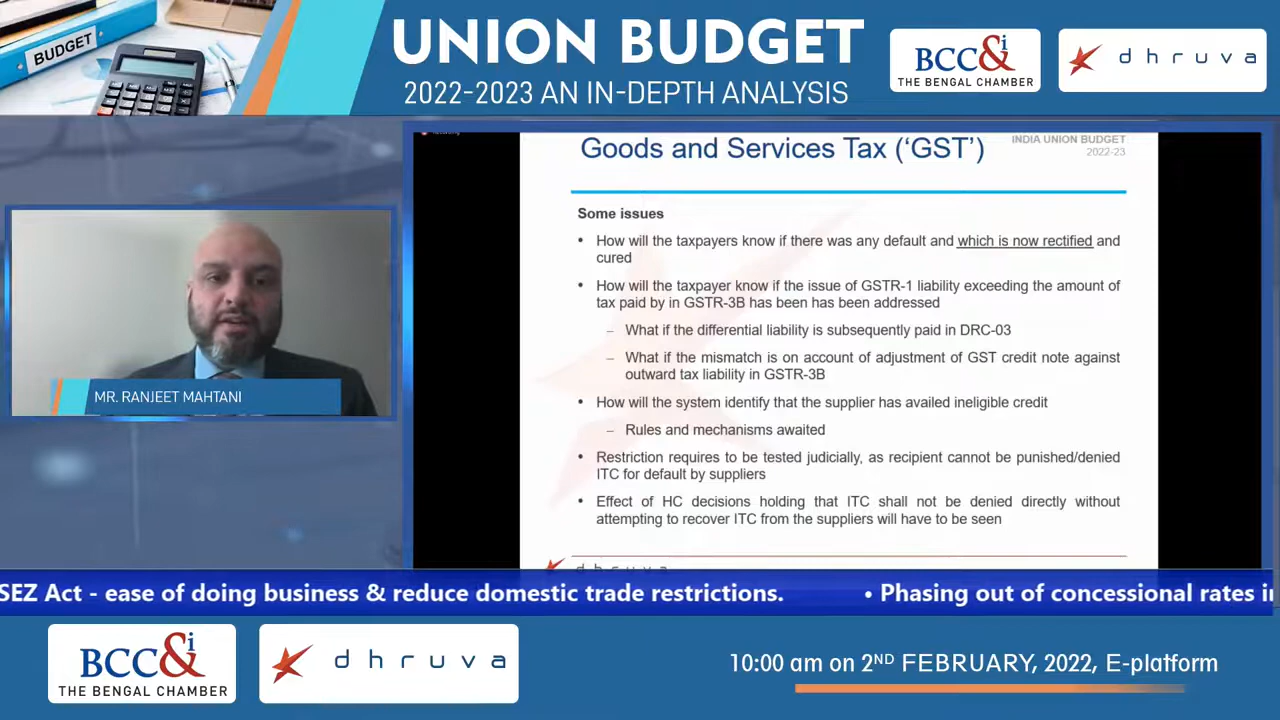 BUDGET
UNION BUDGET
2022-2023 AN IN-DEPTH ANALYSIS
BCC&i
THE BENGAL CHAMBER
dhruva
Goods and Services Tax (‘GST’)
INDIA UNION BUDGET
2022-23
Some issues
• How will the taxpayers know if there was any default and which is now rectified and
cured
• How will the taxpayer know if the issue of GSTR-1 liability exceeding the amount of
tax paid by in GSTR-3B has been has been addressed
– What if the differential liability is subsequently paid in DRC-03
– What if the mismatch is on account of adjustment of GST credit note against
outward tax liability in GSTR-3B
• How will the system identify that the supplier has availed ineligible credit
– Rules and mechanisms awaited
• Restriction requires to be tested judicially, as recipient cannot be punished/denied
ITC for default by suppliers
• Effect of HC decisions holding that ITC shall not be denied directly without
attempting to recover ITC from the suppliers will have to be seen
dhruva
MR. RANJEET MAHTANI
SEZ Act - ease of doing business & reduce domestic trade restrictions. • Phasing out of concessional rates
BCC&i
THE BENGAL CHAMBER
dhruva
10:00 am on 2ND FEBRUARY, 2022, E-platform